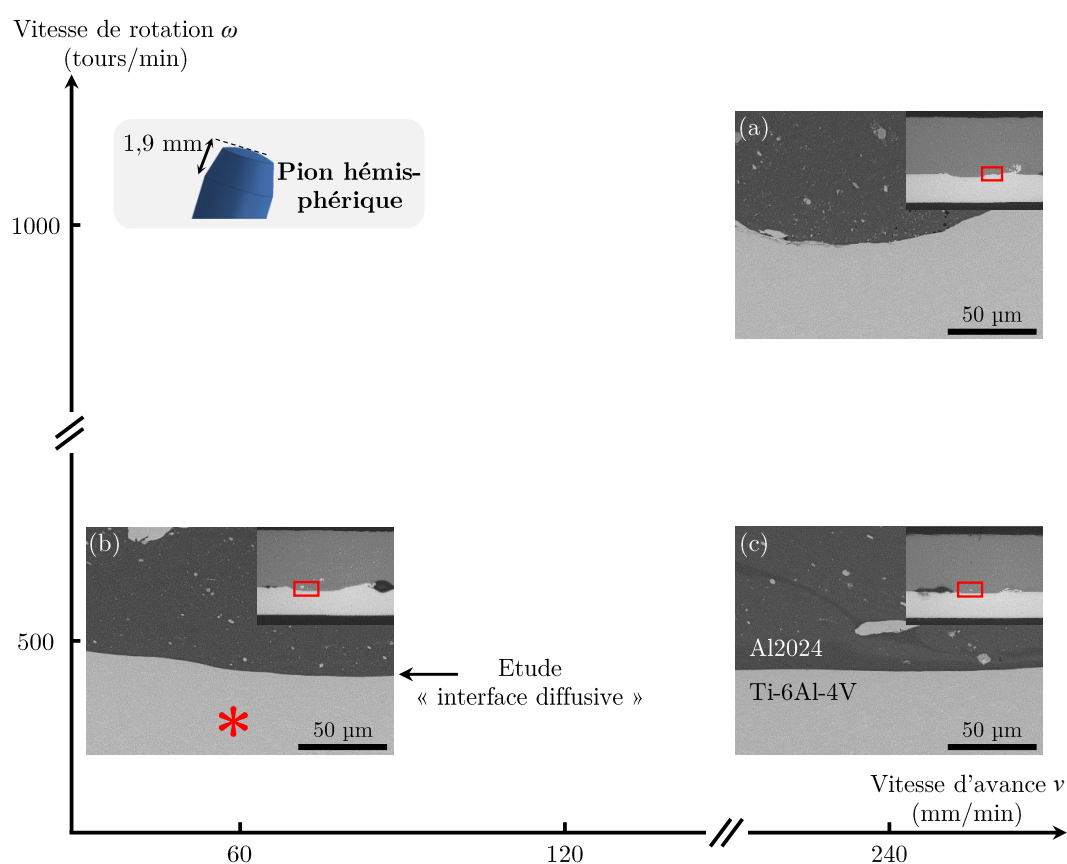 Vitesse de rotation ω
(tours/min)
1,9 mm
Pion hémis-
phérique
(a)
50 µm
1000
(b)
50 µm
500
Etude
« interface diffusive »
(c)
Al2024
Ti-6Al-4V
50 µm
*
Vitesse d'avance v
(mm/min)
60
120
240